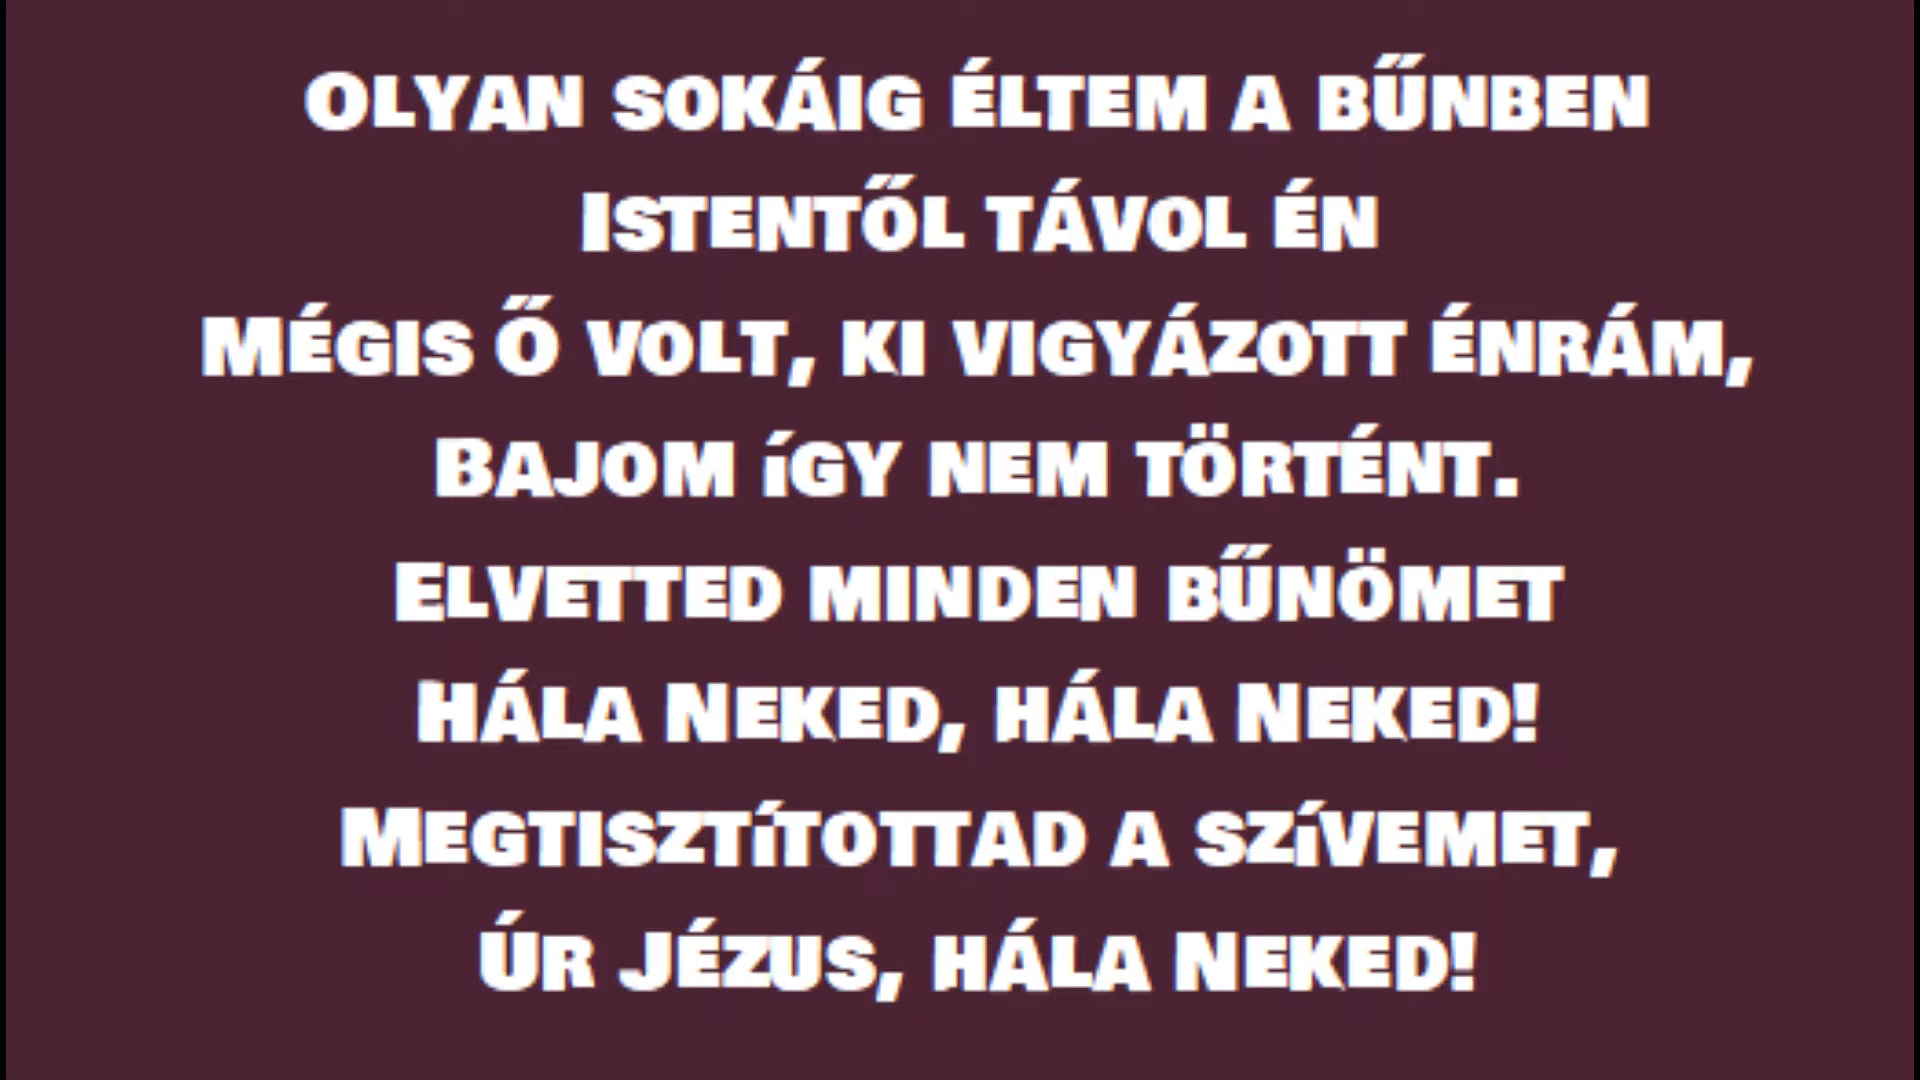 Olyan sokáig éltem a bűnben
Istentől távol én
Mégis Ő volt, ki vigyázott énrám,
Bajom így nem történt.
Elvetted minden bűnömet
Hála Neked, hála Neked!
Megtisztítottad a szívemet,
Úr Jézus, hála Neked!